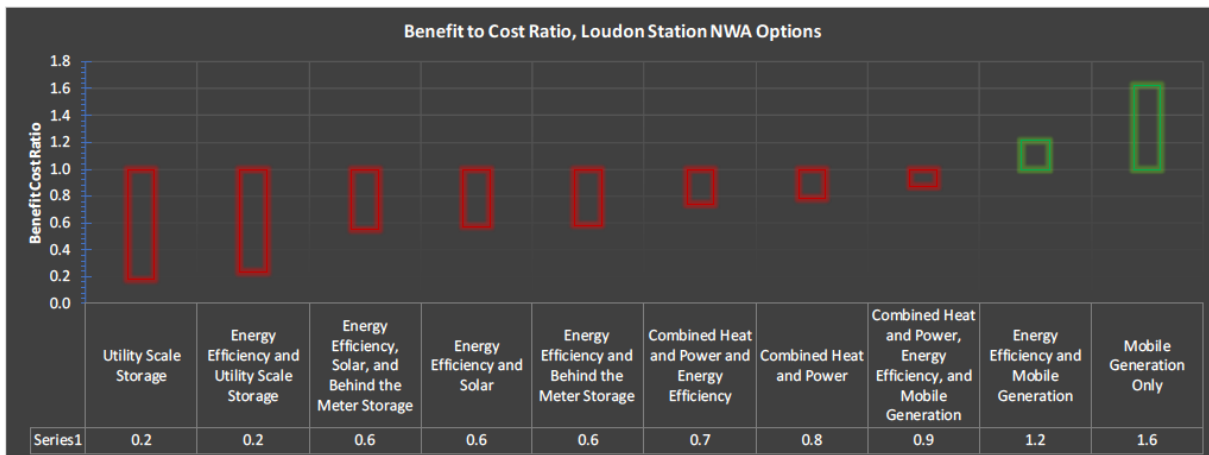 Benefit to Cost Ratio, Loudon Station NWA Options
Benefit Cost Ratio
1.8
1.6
1.4
1.2
1.0
0.8
0.6
0.4
0.2
0.0
Utility Scale
Storage
Energy
Efficiency and
Utility Scale
Storage
Energy
Efficiency,
Solar, and
Behind the
Meter Storage
Energy
Efficiency and
Solar
Energy
Efficiency and
Behind the
Meter Storage
Combined Heat
and Power and
Energy
Efficiency
Combined Heat
and Power
Combined Heat
and Power,
Energy
Efficiency, and
Mobile
Generation
Energy
Efficiency and
Mobile
Generation
Mobile
Generation
Only
Series1 0.2 0.2 0.6 0.6 0.6 0.7 0.8 0.9 1.2 1.6